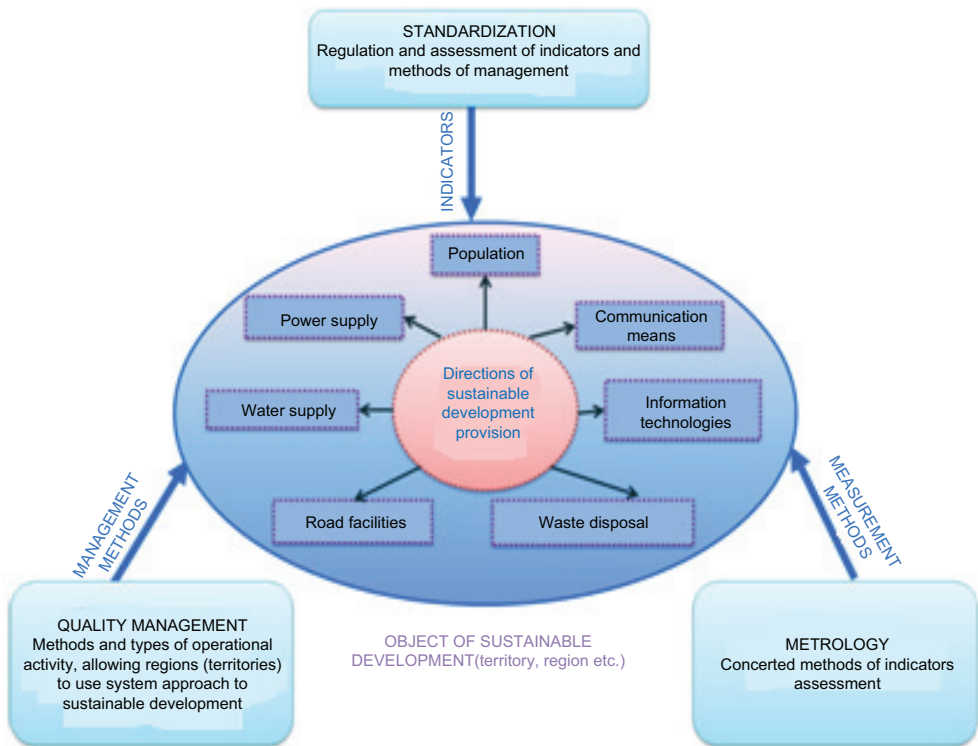 STANDARDIZATION
Regulation and assessment of indicators and
methods of management
INDICATORS
Population
Power supply
Communication
means
Directions of
sustainable
development
provision
Water supply
Information
technologies
Road facilities
Waste disposal
MANAGEMENT
METHODS
MEASUREMENT
METHODS
QUALITY MANAGEMENT
Methods and types of operational
activity, allowing regions (territories)
to use system approach to
sustainable development
OBJECT OF SUSTAINABLE
DEVELOPMENT(territory, region etc.)
METROLOGY
Concerted methods of indicators
assessment